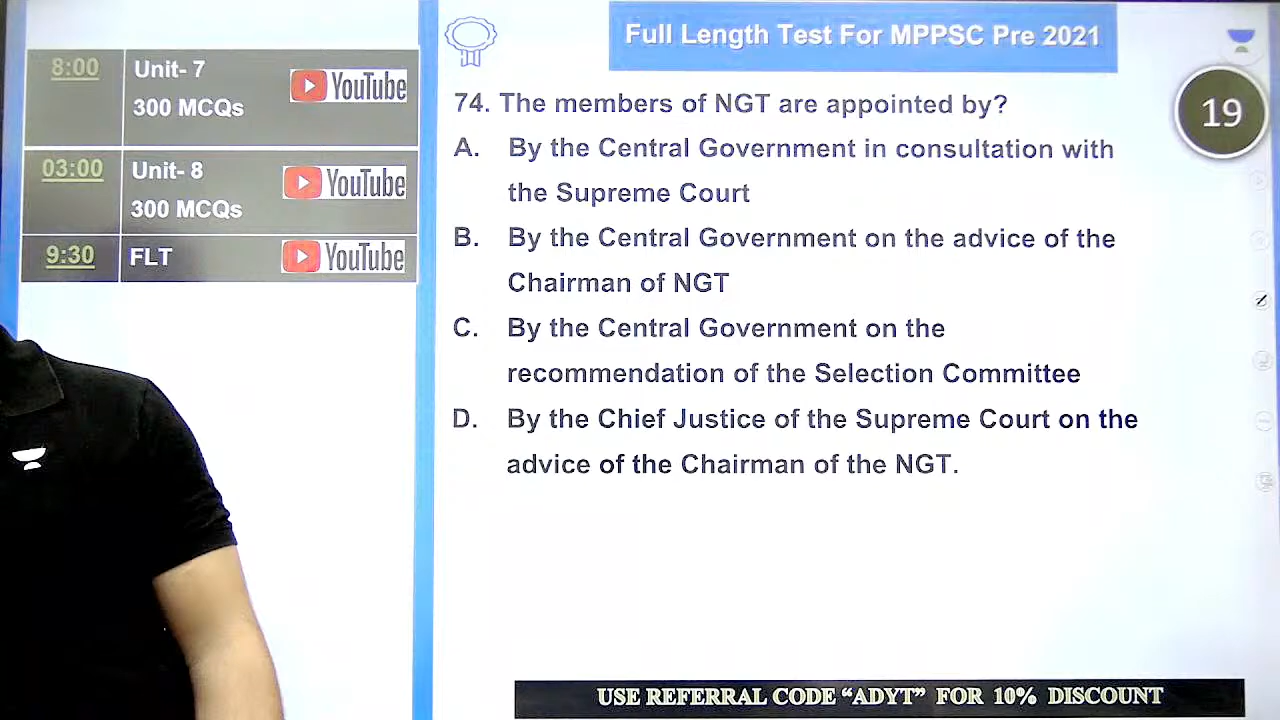 8:00
Unit- 7
300 MCQs
YouTube
03:00
Unit- 8
300 MCQs
YouTube
9:30
FLT
YouTube
Full Length Test For MPPSC Pre 2021
19
74. The members of NGT are appointed by?
A. By the Central Government in consultation with
the Supreme Court
B. By the Central Government on the advice of the
Chairman of NGT
C. By the Central Government on the
recommendation of the Selection Committee
D. By the Chief Justice of the Supreme Court on the
advice of the Chairman of the NGT.
USE REFERRAL CODE “ADYT” FOR 10% DISCOUNT